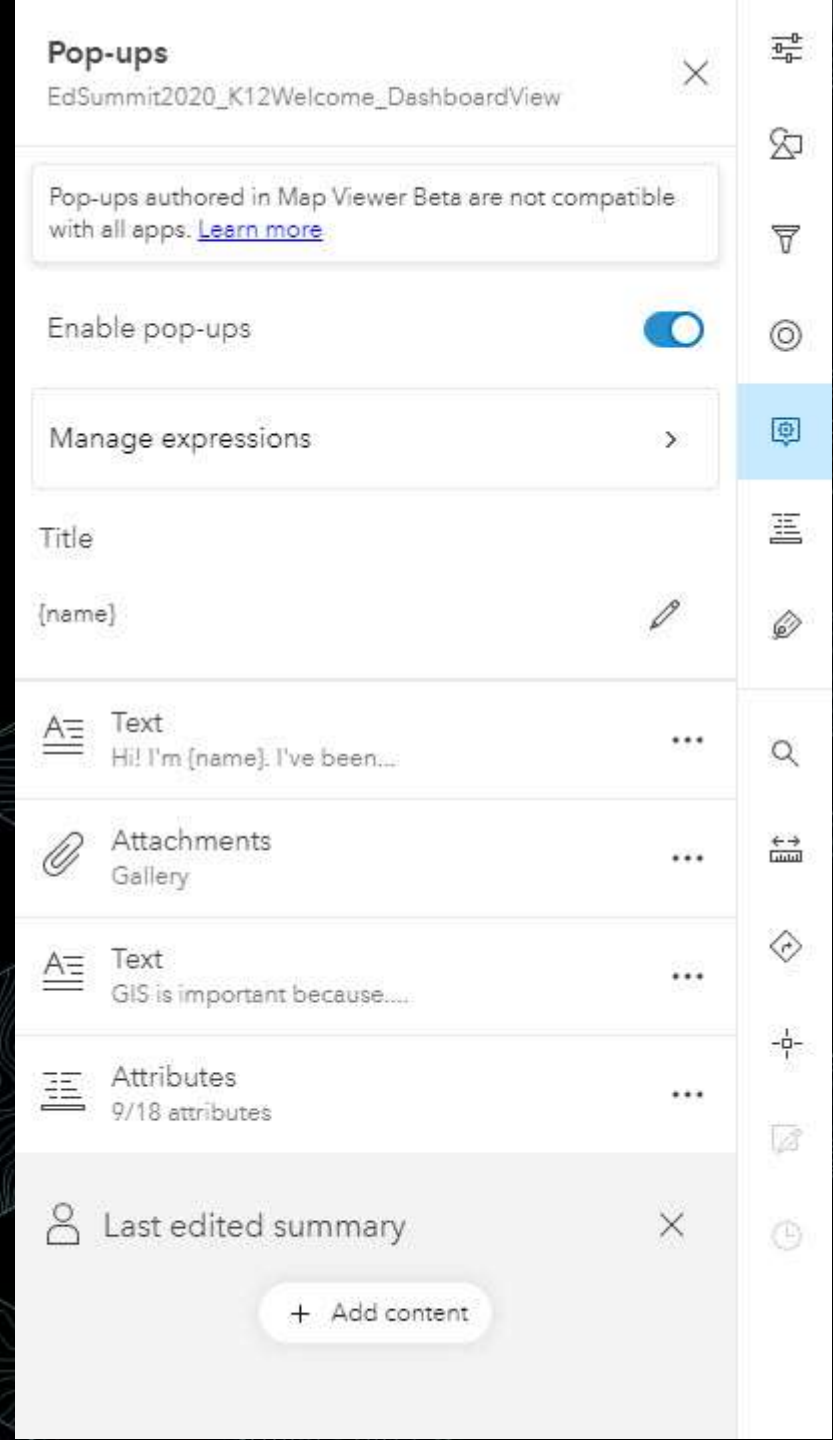 Pop-ups
EdSummit2020_K12Welcome_DashboardView
Pop-ups authored in Map Viewer Beta are not compatible
with all apps. Learn more
Enable pop-ups
Manage expressions
Title
{name}
Text
Hi! I'm {name}. I've been...
Attachments
Gallery
Text
GIS is important because....
Attributes
9/18 attributes
Last edited summary
+ Add content